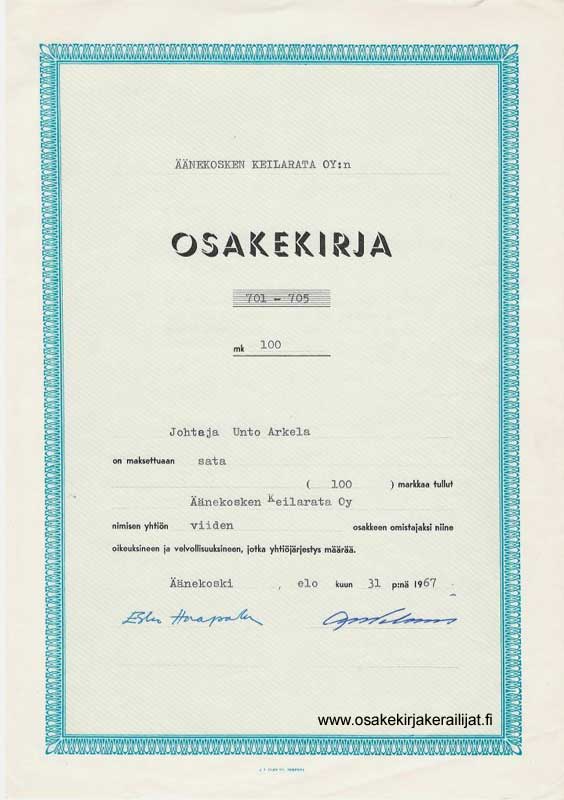 ÄÄNEKOSKEN KEILARATA OY:n
OSAKEKIRJA
701 - 705
mk 100
Johtaja Unto Arkela
on maksettuaan sata
( 100 ) markkaa tullut
Äänekosken Keilarata Oy
nimisen yhtiön viiden osakkeen omistajaksi niine
oikeuksineen ja velvollisuuksineen, jotka yhtiöjärjestys määrää.
Äänekoski , elo kuun 31 p:nä 1967
www.osakekirjakerailijat.fi